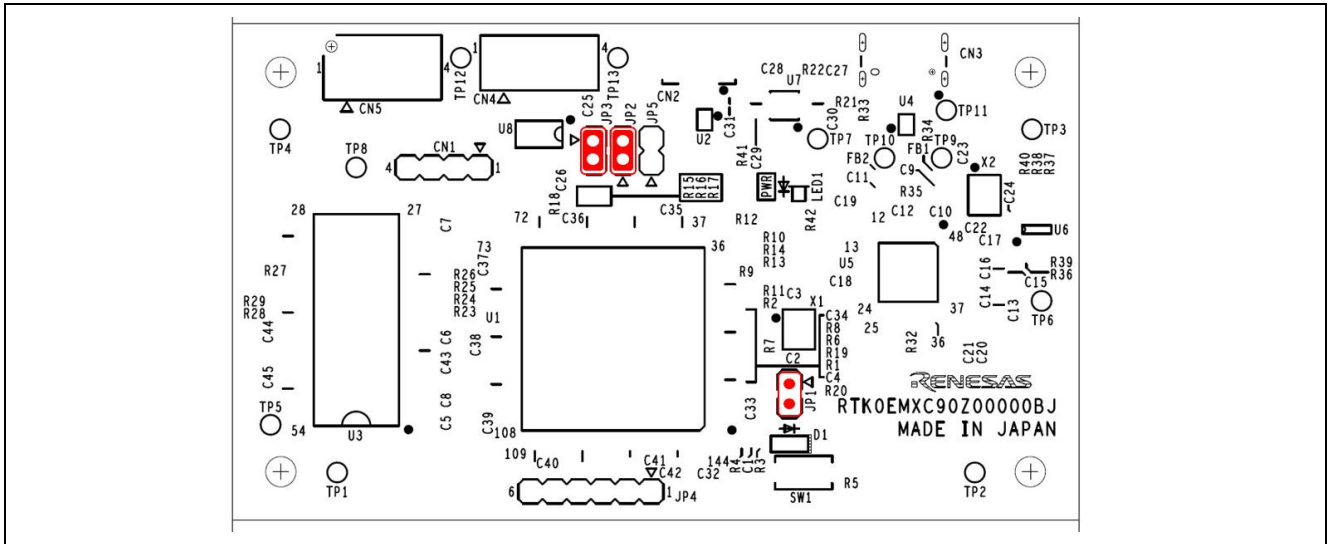 1 4 CN5
TP12
1 4 CN4
TP13
C25
JP3
JP2
JP5
CN2
C31
C28 U7 R22 C27
CN3
R21
R33
U4
R34
TP11
C30
TP4
TP8
CN1
4 1
U8
U2
R41
C29
TP7
TP10
FB1
TP9
C23
TP3
FB2
C11
C9
R35
X2
C24
R40
R38
R37
R18
C26
C36
R15
R16
R17
C35
PWR
LED1
R42
C19
12 C12
C10
C22
48 C17
U6
28 27
C7
72 37
R12
73
36
C37
R10
R14
R13
13
U5
C18
R27
R26
R25
R24
R23
R9
C16
R39
R36
C15
R29
R28
C44
U1
R11
R2
C3
X1
C34
R8
R6
R19
R1
C4
R20
24
25
37
C14
C13
TP6
C6
C43
C38
R7
C2
R32
36
C21
C20
C45
JP1
RENESAS
TP5
54
U3
C5 C8
C39
108
C33
RTK0EMXC90Z00000BJ
MADE IN JAPAN
D1
109
C40
C41
C42
144
C32
R4
C1
R3
TP1
6 1 JP4
SW1
R5
TP2